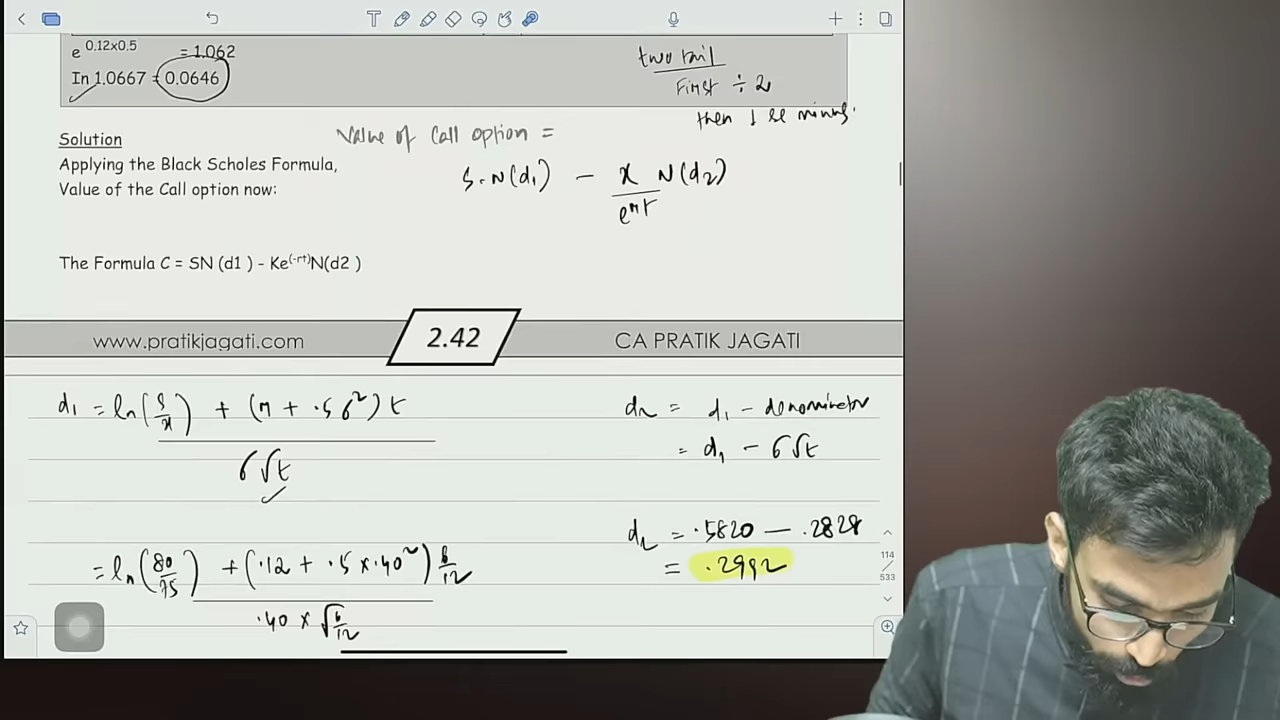 e 0.12x0.5 = 1.062
In 1.0667 = 0.0646
two tail
First ÷ 2
then 1 se minus.
Solution
Value of Call option =
Applying the Black Scholes Formula,
Value of the Call option now:
S.N(d1) - x/e^rt N(d2)
The Formula C = SN (d1 ) - Ke(-rt)N(d2 )
www.pratikjagati.com
2.42
CA PRATIK JAGATI
d1 = ln(S/x) + (r + .5σ²) t
σ√t
d2 = d1 - denominator
= d1 - σ√t
d2 = .5820 - .2828
= .2992
= ln(80/75) + (.12 + .5 x .40²) 6/12
.40 x √6/12
114
533